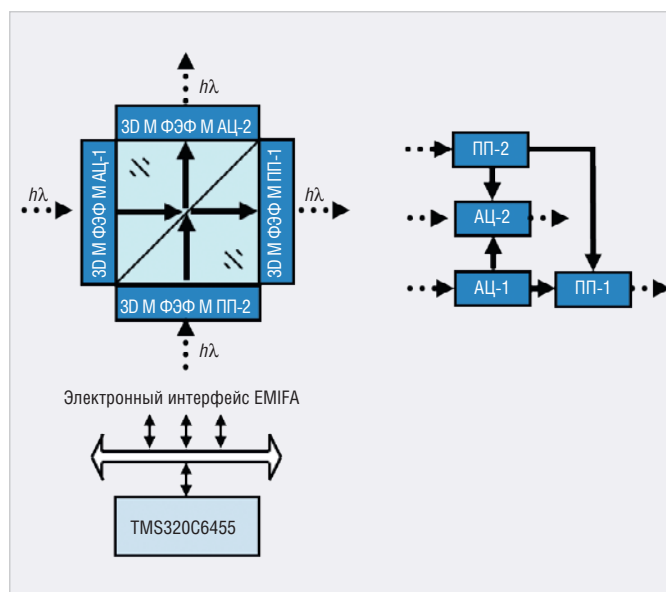 hλ
3D М ФЭФ М АЦ-2
3D М ФЭФ М АЦ-1
hλ
3D М ФЭФ М ПП-1
hλ
3D М ФЭФ М ПП-2
hλ
Электронный интерфейс EMIFA
TMS320C6455
ПП-2
АЦ-2
АЦ-1
ПП-1